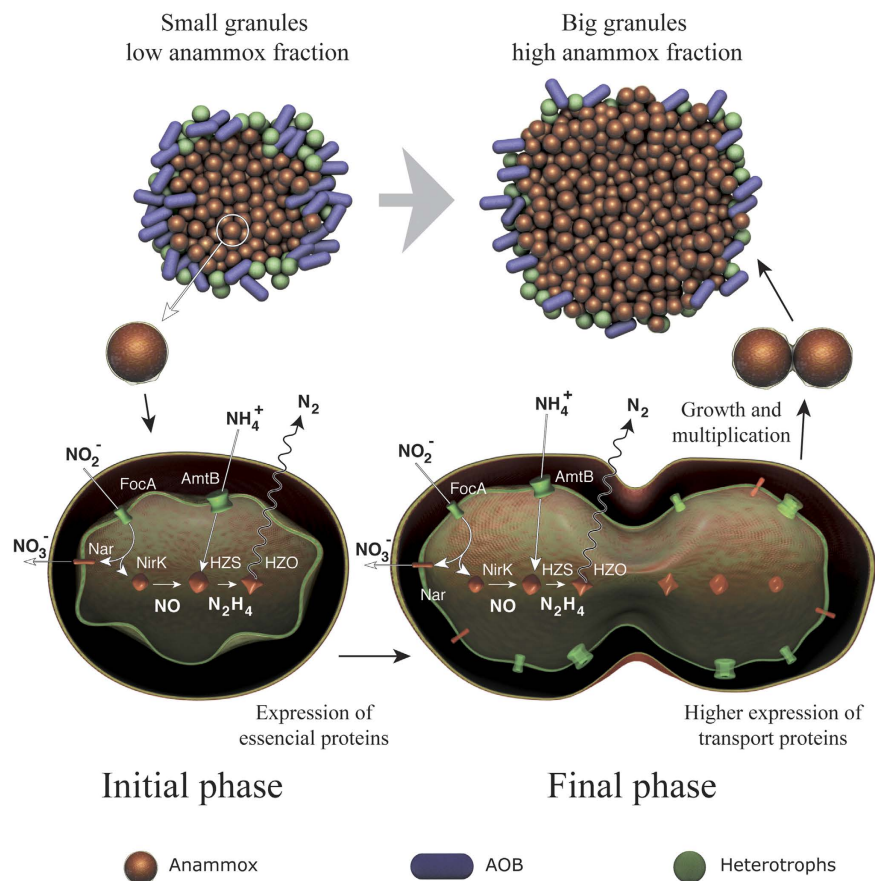 Small granules
low anammox fraction
Big granules
high anammox fraction
NO₂⁻
NH₄⁺
N₂
FocA
AmtB
NO₃⁻
Nar
NirK
HZS
HZO
NO
N₂H₄
Expression of
essencial proteins
Initial phase
Growth and
multiplication
NO₂⁻
NH₄⁺
N₂
FocA
AmtB
NO₃⁻
Nar
NirK
HZS
HZO
NO
N₂H₄
Higher expression of
transport proteins
Final phase
Anammox
AOB
Heterotrophs